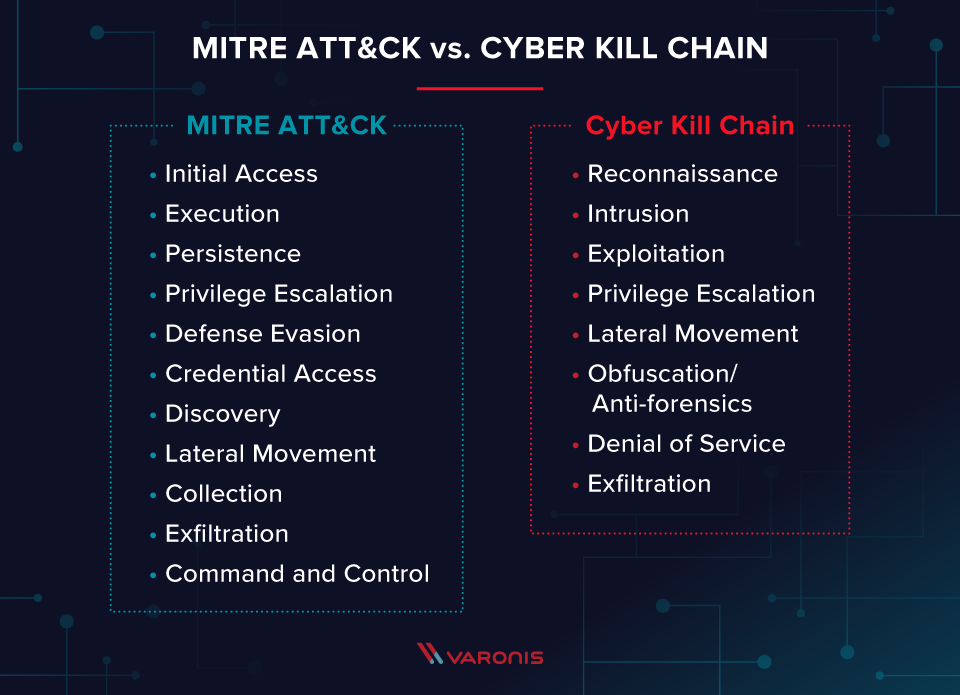 MITRE ATT&CK vs. CYBER KILL CHAIN
MITRE ATT&CK
• Initial Access
• Execution
• Persistence
• Privilege Escalation
• Defense Evasion
• Credential Access
• Discovery
• Lateral Movement
• Collection
• Exfiltration
• Command and Control
Cyber Kill Chain
• Reconnaissance
• Intrusion
• Exploitation
• Privilege Escalation
• Lateral Movement
• Obfuscation/
Anti-forensics
• Denial of Service
• Exfiltration
VARONIS